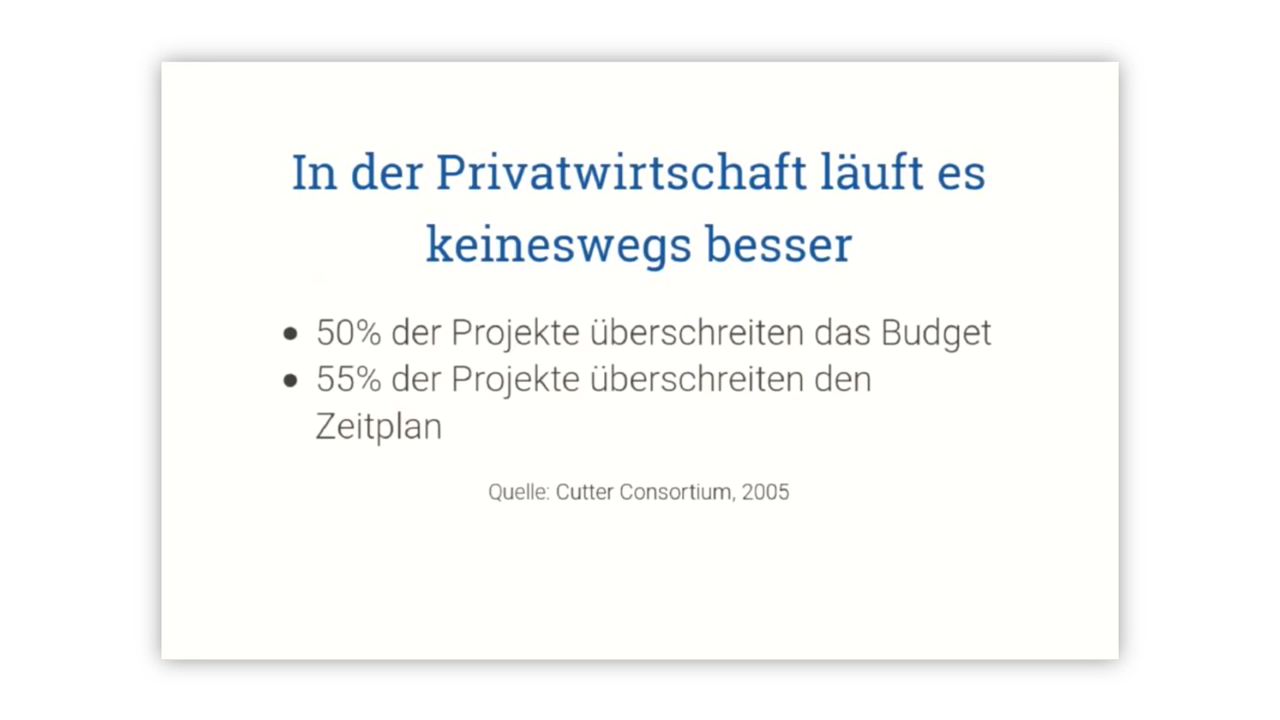 In der Privatwirtschaft läuft es
keineswegs besser
● 50% der Projekte überschreiten das Budget
● 55% der Projekte überschreiten den
Zeitplan
Quelle: Cutter Consortium, 2005